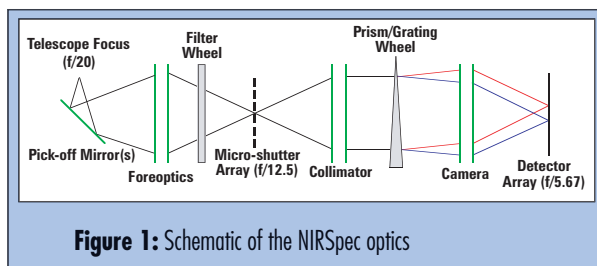 Telescope Focus
(f/20)
Filter
Wheel
Prism/Grating
Wheel
Pick-off Mirror(s)
Foreoptics
Micro-shutter
Array (f/12.5)
Collimator
Camera
Detector
Array (f/5.67)
Figure 1: Schematic of the NIRSpec optics